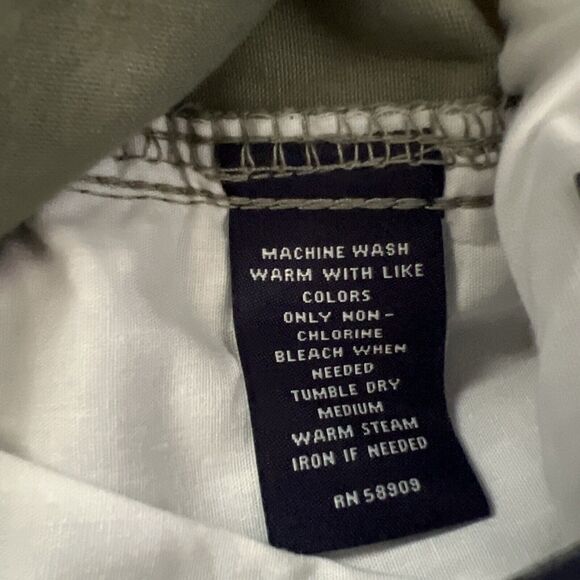 MACHINE WASH
WARM WITH LIKE
COLORS
ONLY NON-
CHLORINE
BLEACH WHEN
NEEDED
TUMBLE DRY
MEDIUM
WARM STEAM
IRON IF NEEDED
RN 58909